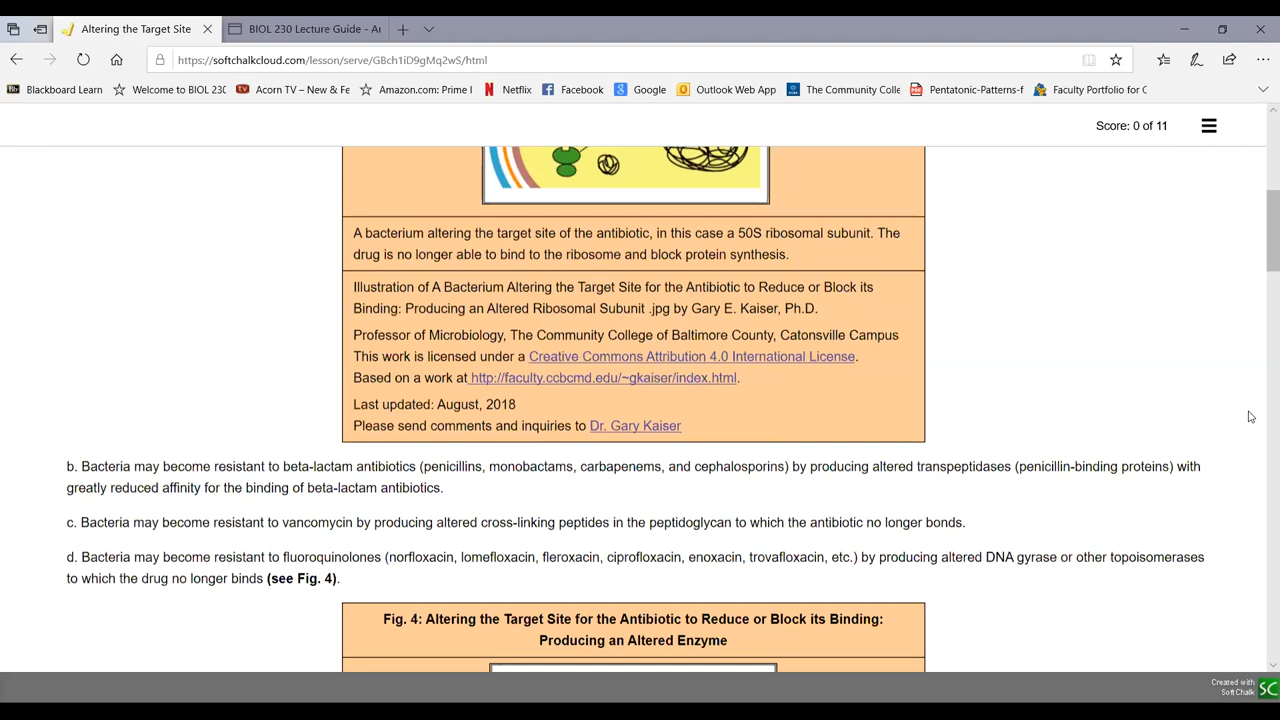 Altering the Target Site
BIOL 230 Lecture Guide - Ar
https://softchalkcloud.com/lesson/serve/GBch1iD9gMq2wS/html
Blackboard Learn
Welcome to BIOL 230
Acorn TV – New & Fe
Amazon.com: Prime I
Netflix
Facebook
Google
Outlook Web App
The Community Colle
Pentatonic-Patterns-f
Faculty Portfolio for C
Score: 0 of 11
A bacterium altering the target site of the antibiotic, in this case a 50S ribosomal subunit. The
drug is no longer able to bind to the ribosome and block protein synthesis.
Illustration of A Bacterium Altering the Target Site for the Antibiotic to Reduce or Block its
Binding: Producing an Altered Ribosomal Subunit .jpg by Gary E. Kaiser, Ph.D.
Professor of Microbiology, The Community College of Baltimore County, Catonsville Campus
This work is licensed under a Creative Commons Attribution 4.0 International License.
Based on a work at http://faculty.ccbcmd.edu/~gkaiser/index.html.
Last updated: August, 2018
Please send comments and inquiries to Dr. Gary Kaiser
b. Bacteria may become resistant to beta-lactam antibiotics (penicillins, monobactams, carbapenems, and cephalosporins) by producing altered transpeptidases (penicillin-binding proteins) with
greatly reduced affinity for the binding of beta-lactam antibiotics.
c. Bacteria may become resistant to vancomycin by producing altered cross-linking peptides in the peptidoglycan to which the antibiotic no longer bonds.
d. Bacteria may become resistant to fluoroquinolones (norfloxacin, lomefloxacin, fleroxacin, ciprofloxacin, enoxacin, trovafloxacin, etc.) by producing altered DNA gyrase or other topoisomerases
to which the drug no longer binds (see Fig. 4).
Fig. 4: Altering the Target Site for the Antibiotic to Reduce or Block its Binding:
Producing an Altered Enzyme
Created with
SoftChalk
SC